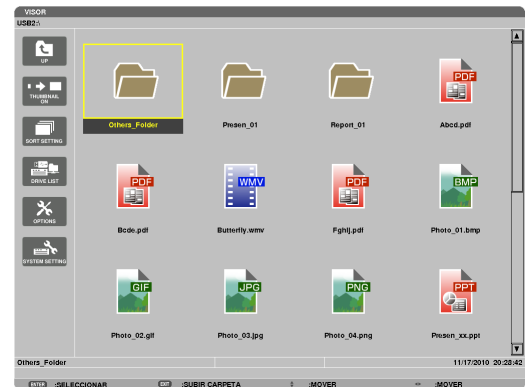 VISOR
USB2:\
UP
THUMBNAIL
ON
SORT SETTING
DRIVE LIST
OPTIONS
SYSTEM SETTING
Others_Folder
Presen_01
Report_01
PDF
Abcd.pdf
PDF
Bcde.pdf
WMV
Butterfly.wmv
PDF
Fghij.pdf
BMP
Photo_01.bmp
GIF
Photo_02.gif
JPG
Photo_03.jpg
PNG
Photo_04.png
PPT
Presen_xx.ppt
Others_Folder
11/17/2010 20:28:42
ENTER :SELECCIONAR EXIT :SUBIR CARPETA :MOVER :MOVER